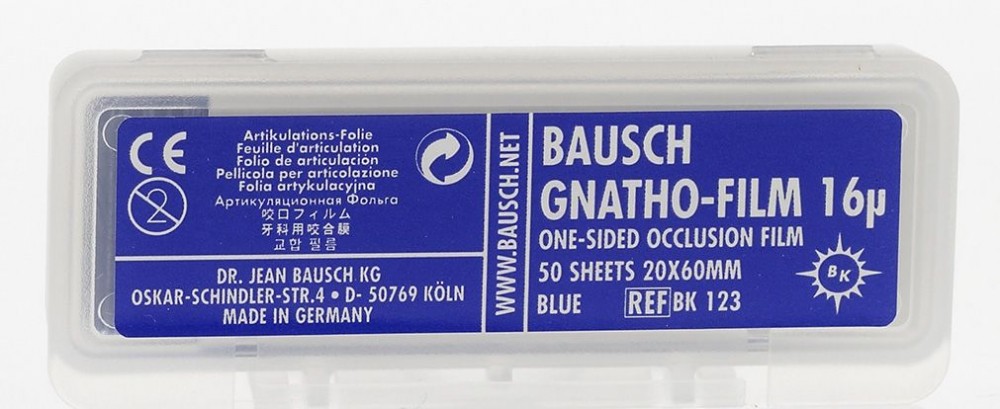 CE
2
Artikulations-Folie
Feuille d'articulation
Folio de articulación
Pellicola per articolazione
Folia artykulacyjna
Артикуляционная Фольга
咬口フィルム
牙科用咬合膜
교합 필름
DR. JEAN BAUSCH KG
OSKAR-SCHINDLER-STR.4 • D- 50769 KÖLN
MADE IN GERMANY
WWW.BAUSCH.NET
BAUSCH
GNATHO-FILM 16µ
ONE-SIDED OCCLUSION FILM
50 SHEETS 20X60MM
BLUE REF BK 123
BK